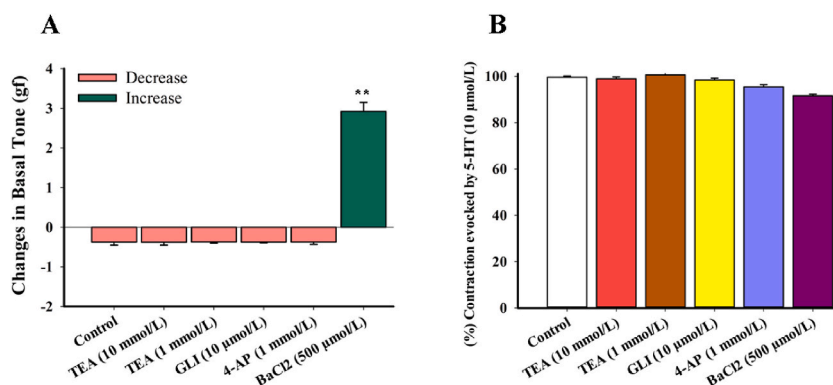 A
Changes in Basal Tone (gf)
Decrease
Increase
4
3
2
1
0
-1
-2
**
Control
TEA (10 mmol/L)
TEA (1 mmol/L)
GLI (10 μmol/L)
4-AP (1 mmol/L)
BaCl2 (500 μmol/L)
B
(%) Contraction evoked by 5-HT (10 μmol/L)
100
80
60
40
20
0
Control
TEA (10 mmol/L)
TEA (1 mmol/L)
GLI (10 μmol/L)
4-AP (1 mmol/L)
BaCl2 (500 μmol/L)